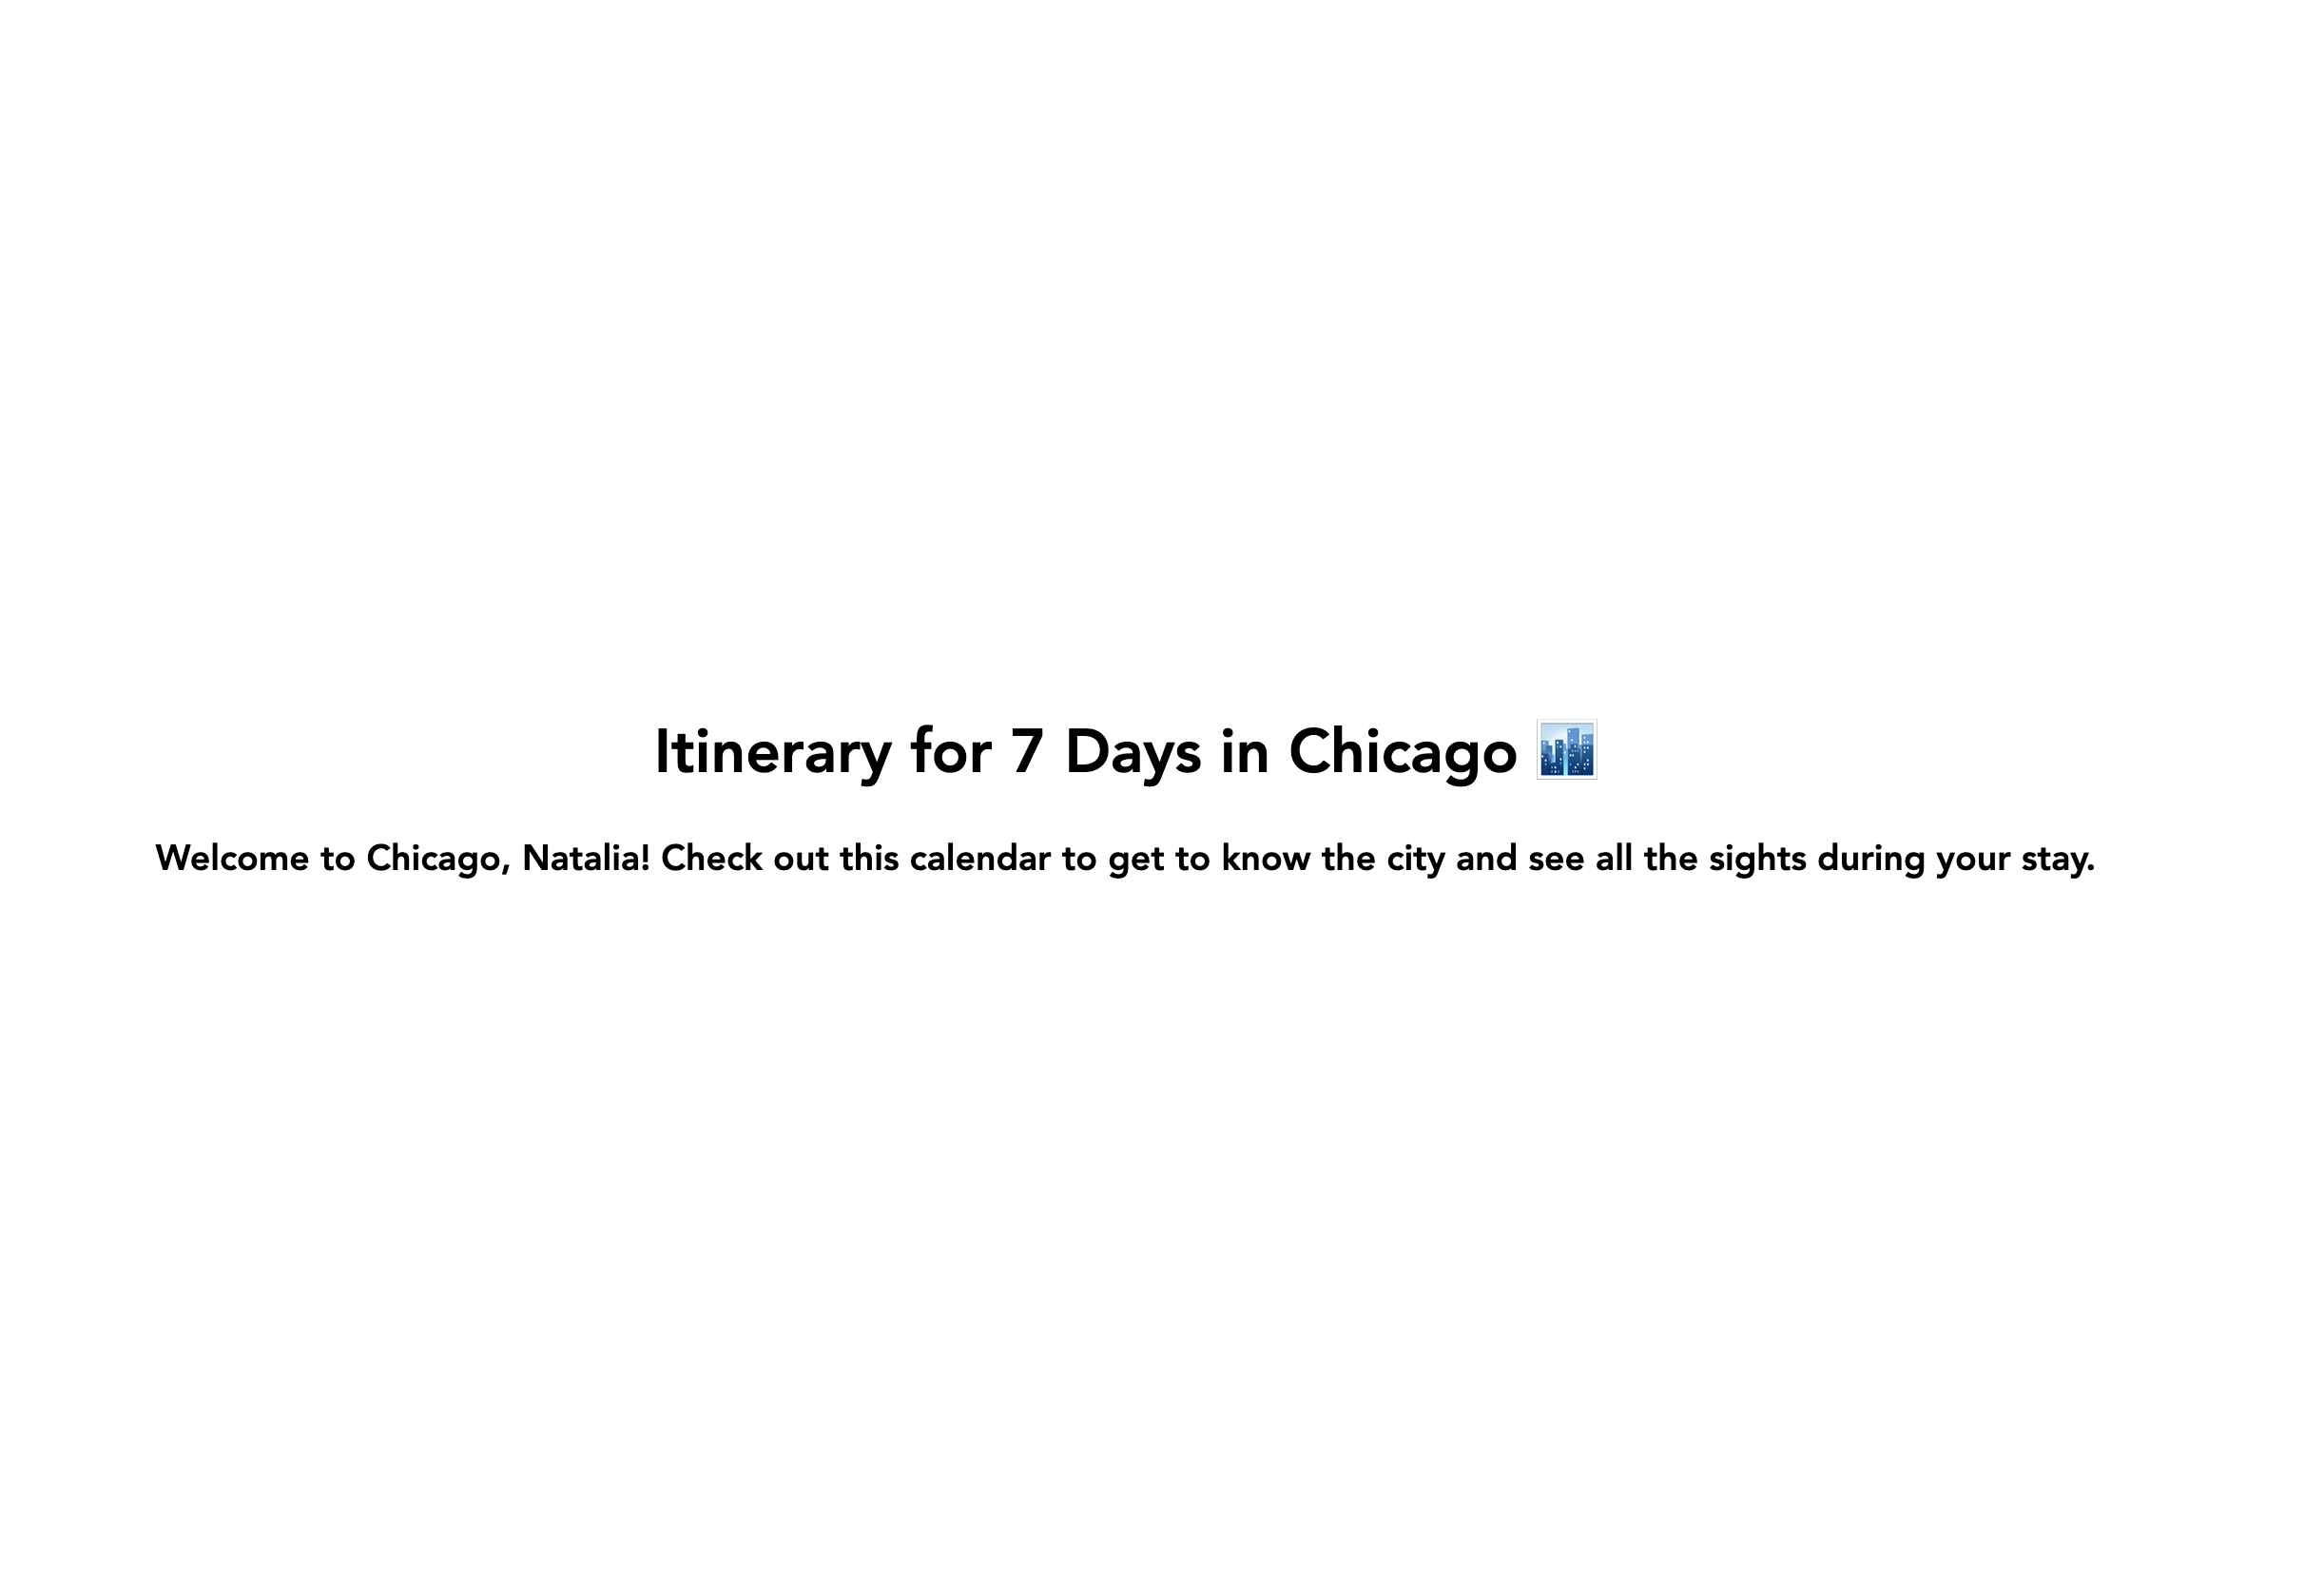 Itinerary for 7 Days in Chicago 🏙️
Welcome to Chicago, Natalia! Check out this calendar to get to know the city and see all the sights during your stay.